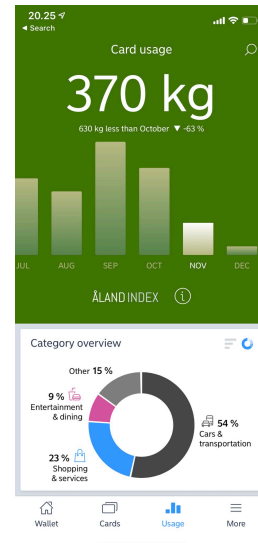 20.25
◀ Search
Card usage
370 kg
630 kg less than October ▼ -63 %
JUL AUG SEP OCT NOV DEC
ÅLAND INDEX i
Category overview
Other 15 %
9 %
Entertainment
& dining
54 %
Cars &
transportation
23 %
Shopping
& services
Wallet Cards Usage More